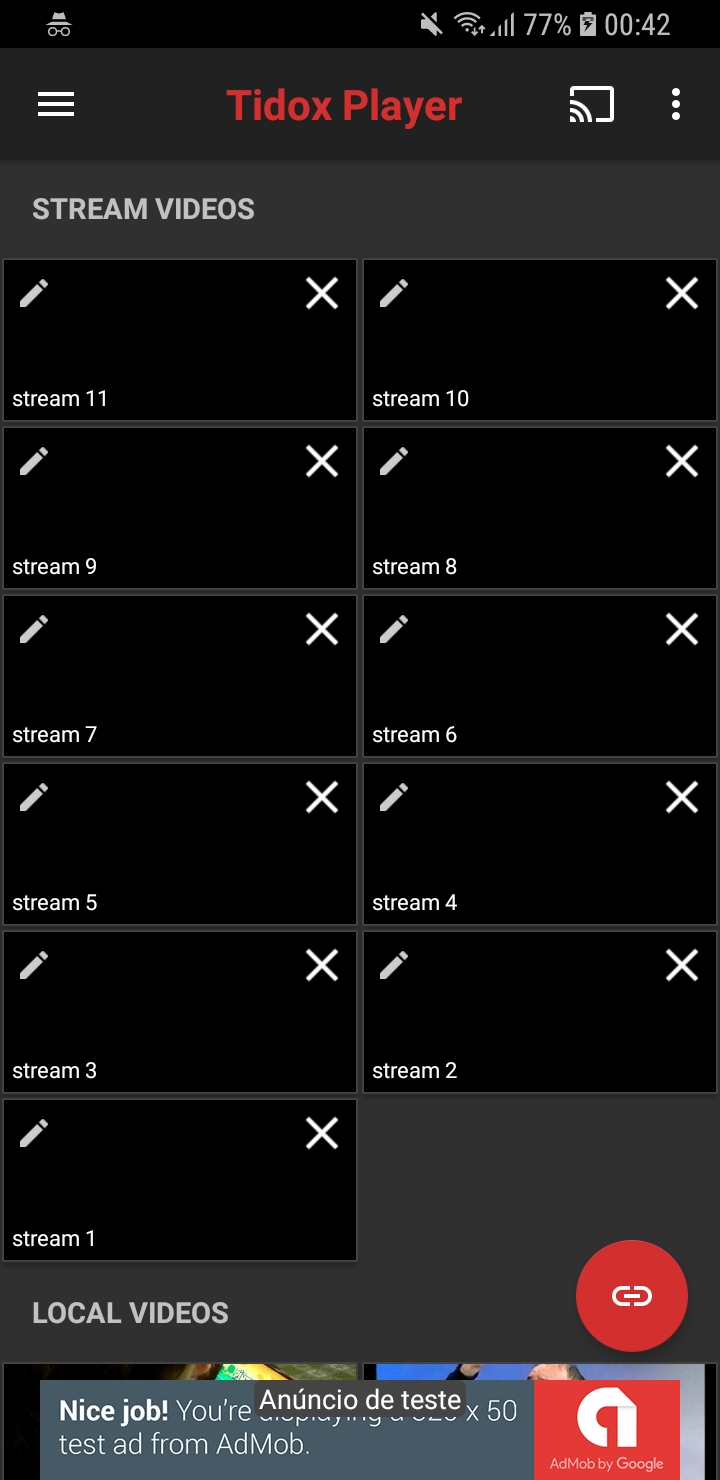 77% 00:42
Tidox Player
STREAM VIDEOS
stream 11
stream 10
stream 9
stream 8
stream 7
stream 6
stream 5
stream 4
stream 3
stream 2
stream 1
LOCAL VIDEOS
Anúncio de teste
Nice job! You're displaying a 320 x 50
test ad from AdMob.
AdMob by Google